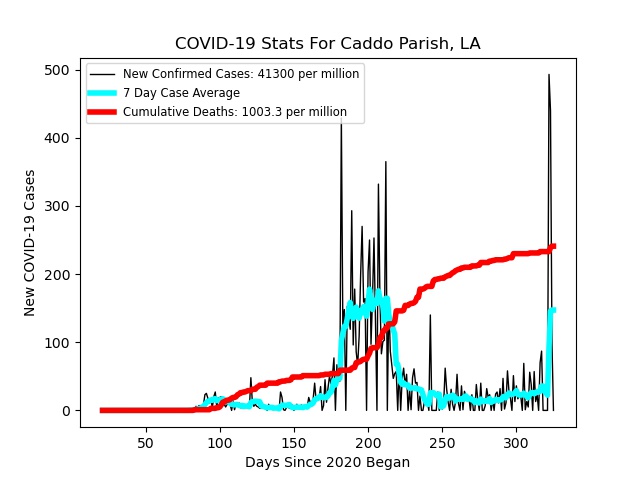 COVID-19 Stats For Caddo Parish, LA
New Confirmed Cases: 41300 per million
7 Day Case Average
Cumulative Deaths: 1003.3 per million
New COVID-19 Cases
500
400
300
200
100
0
50 100 150 200 250 300
Days Since 2020 Began